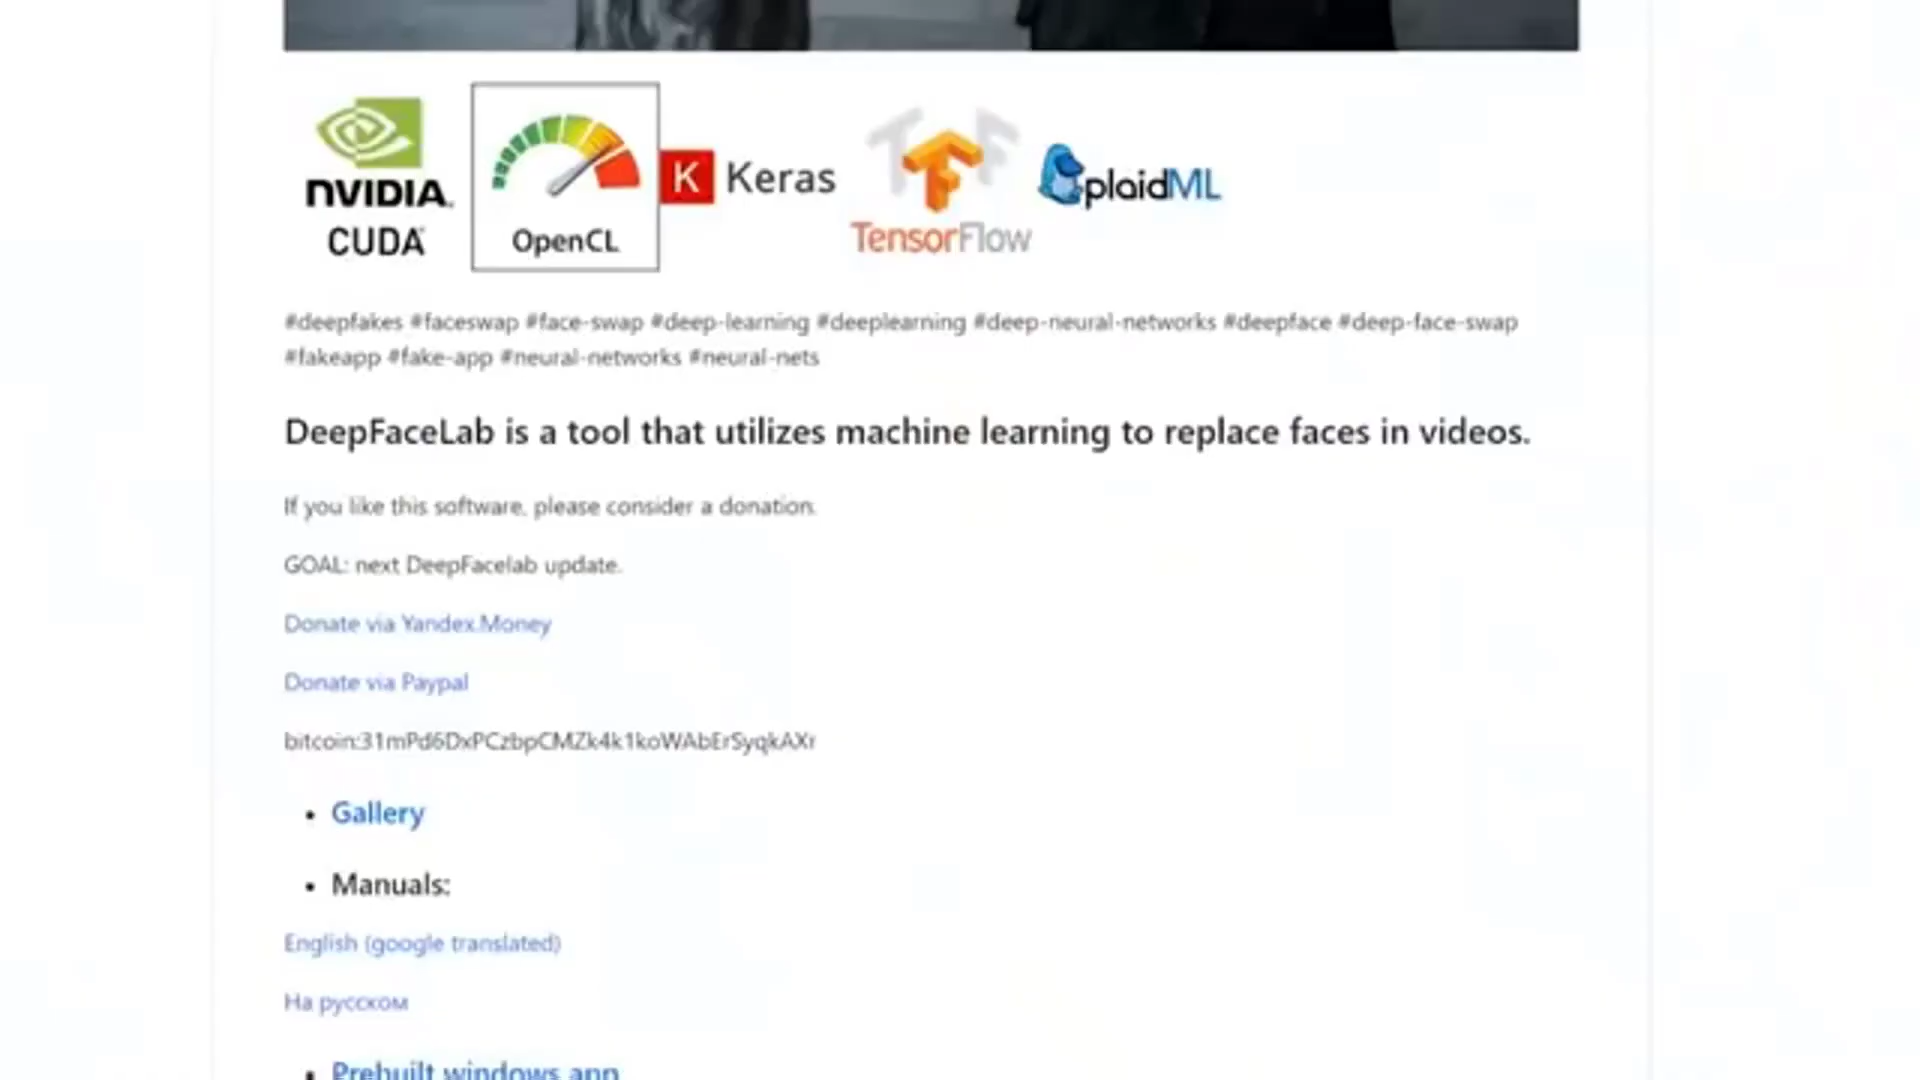 NVIDIA.
CUDA
OpenCL
K Keras
TensorFlow
plaidML
#deepfakes #faceswap #face-swap #deep-learning #deeplearning #deep-neural-networks #deepface #deep-face-swap
#fakeapp #fake-app #neural-networks #neural-nets
DeepFaceLab is a tool that utilizes machine learning to replace faces in videos.
If you like this software, please consider a donation.
GOAL: next DeepFacelab update.
Donate via Yandex.Money
Donate via Paypal
bitcoin:31mPd6DxPCzbpCMZk4k1koWAbErSyqkAXr
• Gallery
• Manuals:
English (google translated)
На русском
• Prebuilt windows app